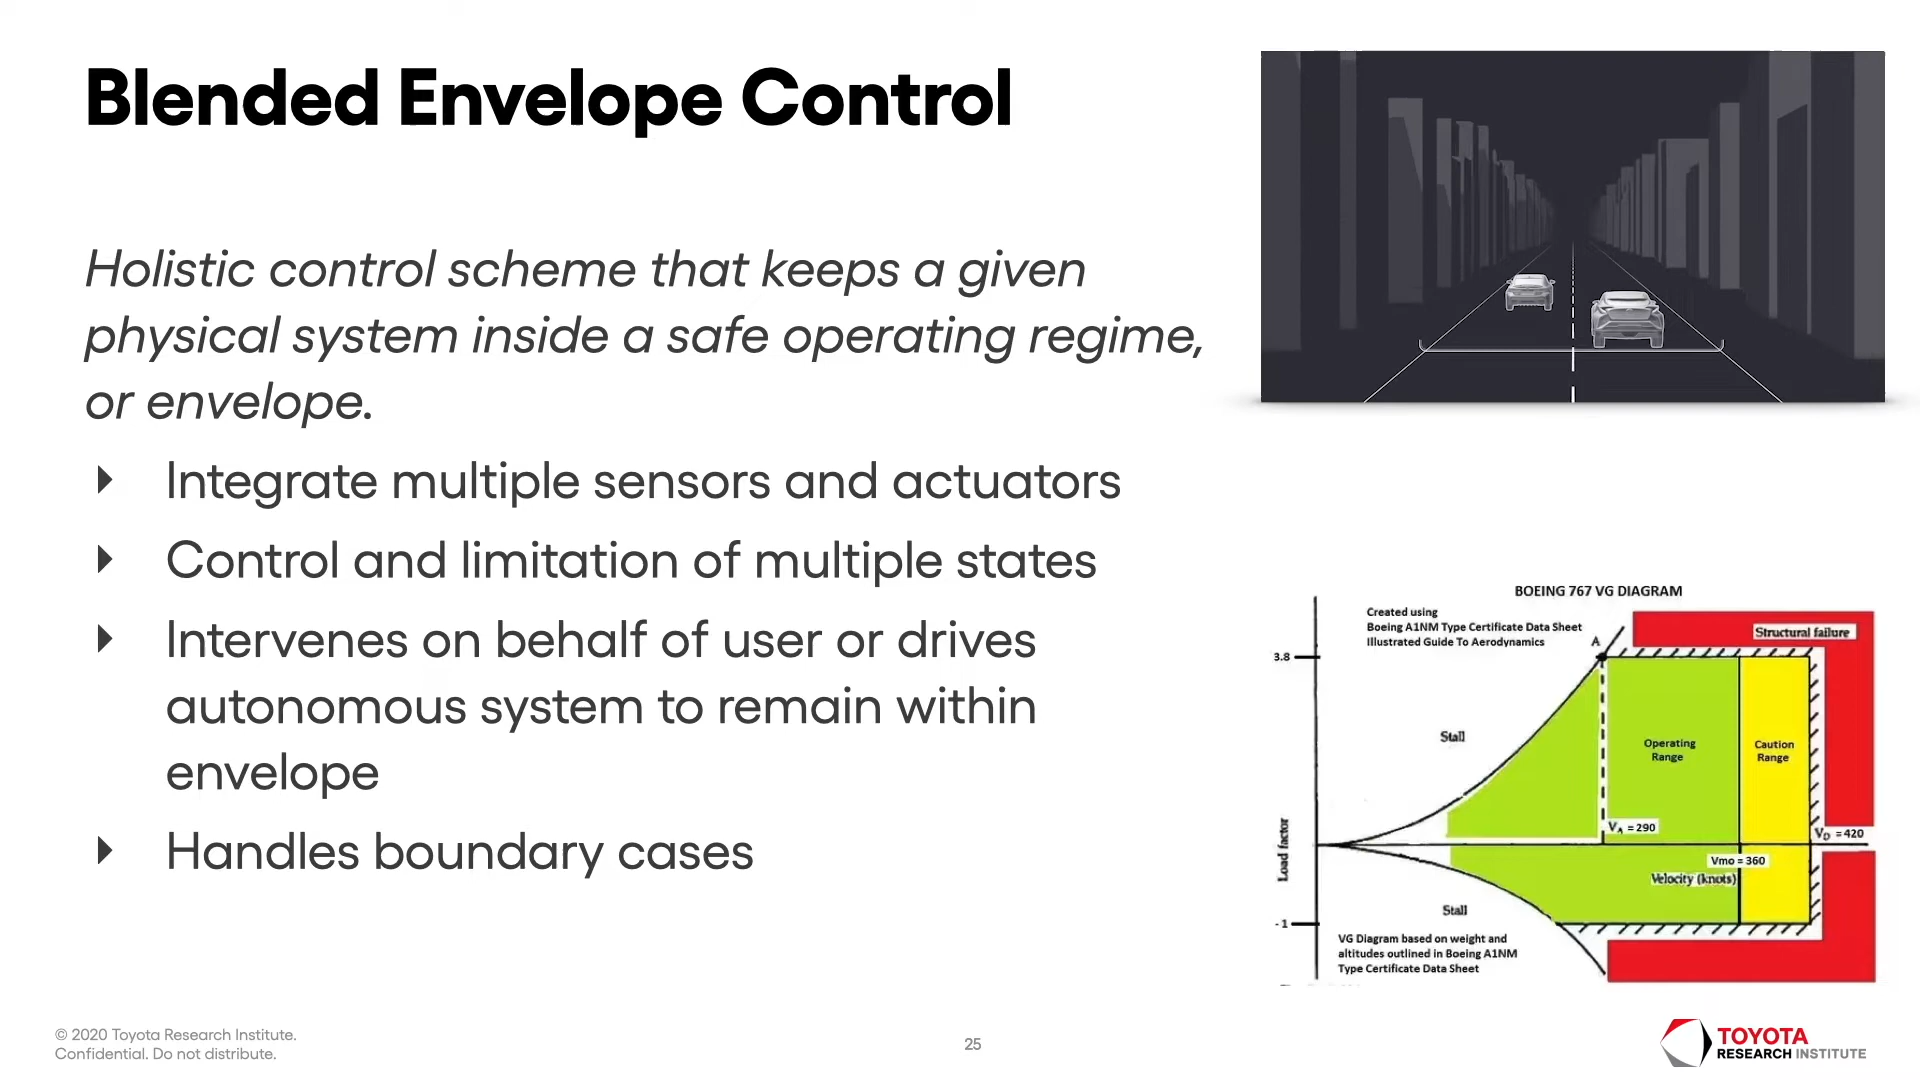 Blended Envelope Control
Holistic control scheme that keeps a given
physical system inside a safe operating regime,
or envelope.
Integrate multiple sensors and actuators
Control and limitation of multiple states
Intervenes on behalf of user or drives
autonomous system to remain within
envelope
Handles boundary cases
BOEING 767 VG DIAGRAM
Created using
Boeing A1NM Type Certificate Data Sheet
Illustrated Guide To Aerodynamics
A
Structural failure
3.8
Stall
Operating
Range
Caution
Range
Load factor
VA = 290
VD = 420
Vmo = 360
Velocity (knots)
Stall
-1
VG Diagram based on weight and
altitudes outlined in Boeing A1NM
Type Certificate Data Sheet
© 2020 Toyota Research Institute.
Confidential. Do not distribute.
25
TOYOTA
RESEARCH INSTITUTE